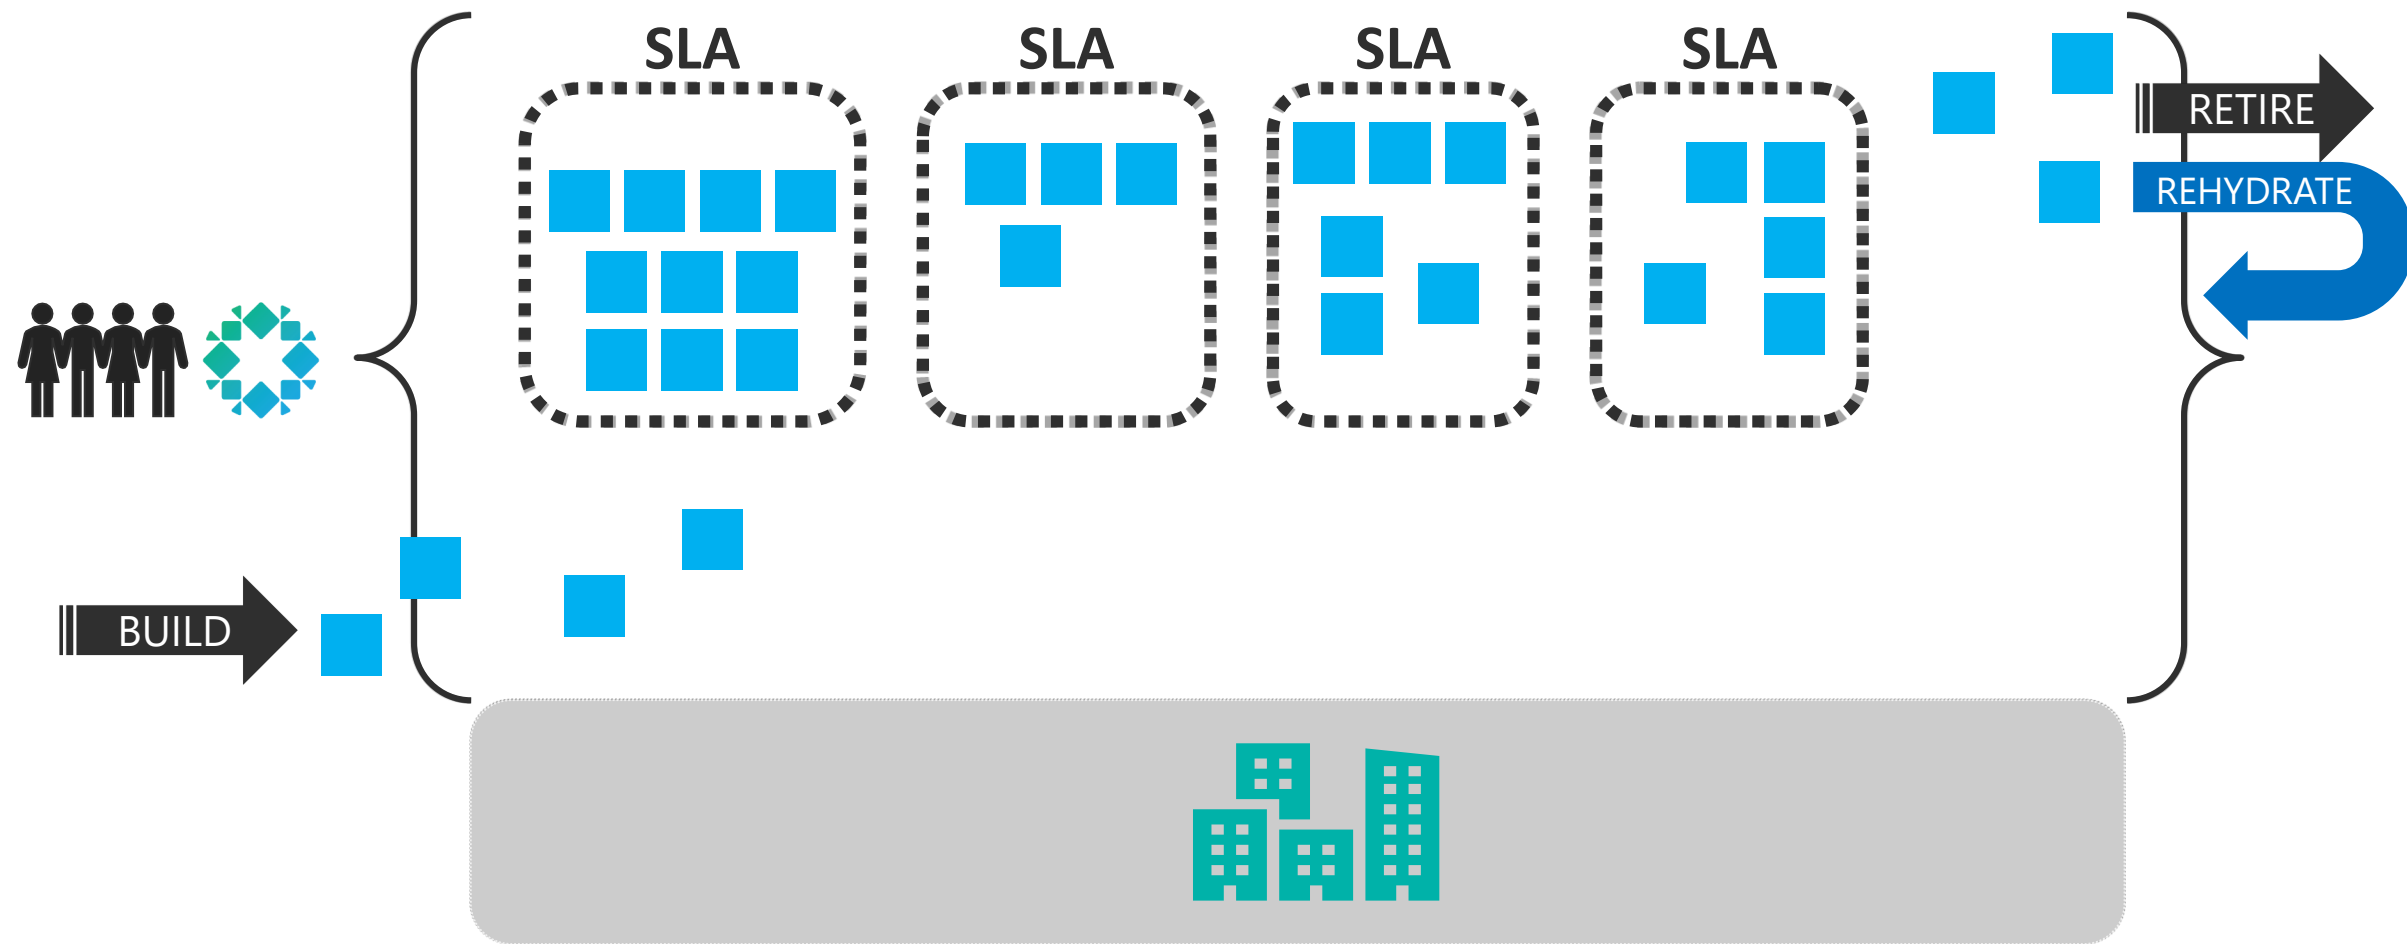 SLA
SLA
SLA
SLA
RETIRE
REHYDRATE
BUILD